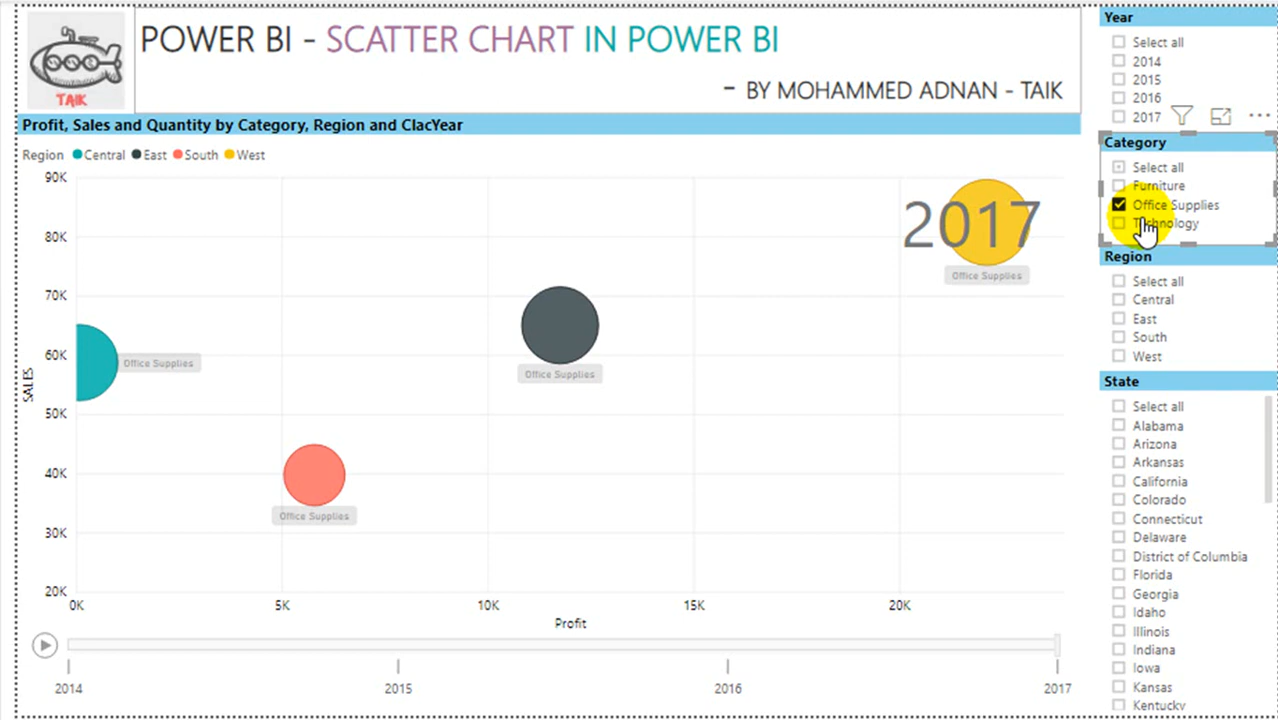 POWER BI - SCATTER CHART IN POWER BI
- BY MOHAMMED ADNAN - TAIK
TAIK
Profit, Sales and Quantity by Category, Region and ClacYear
Region Central East South West
90K
80K
70K
60K
50K
40K
30K
20K
SALES
2017
Office Supplies
Office Supplies
Office Supplies
Office Supplies
0K 5K 10K 15K 20K
Profit
2014 2015 2016 2017
Year
Select all
2014
2015
2016
2017
Category
Select all
Furniture
Office Supplies
Technology
Region
Select all
Central
East
South
West
State
Select all
Alabama
Arizona
Arkansas
California
Colorado
Connecticut
Delaware
District of Columbia
Florida
Georgia
Idaho
Illinois
Indiana
Iowa
Kansas
Kentucky